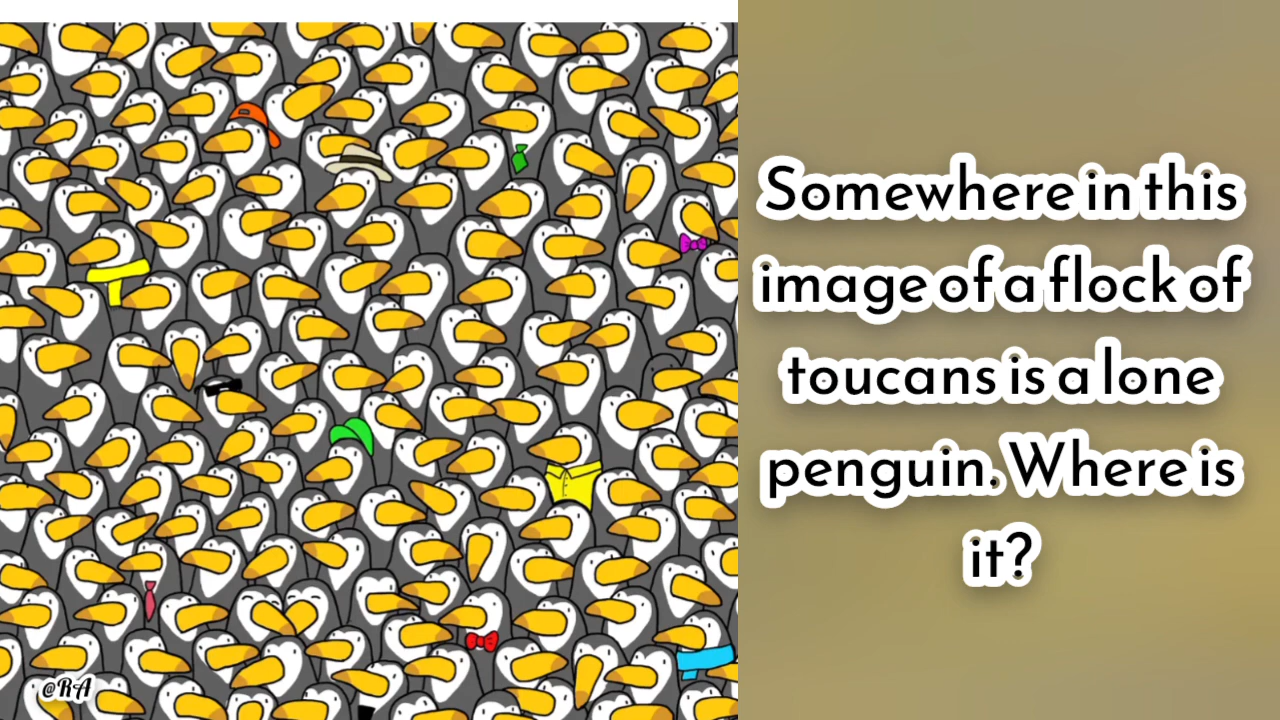 Somewhere in this
image of a flock of
toucans is a lone
penguin. Where is
it?
@RA